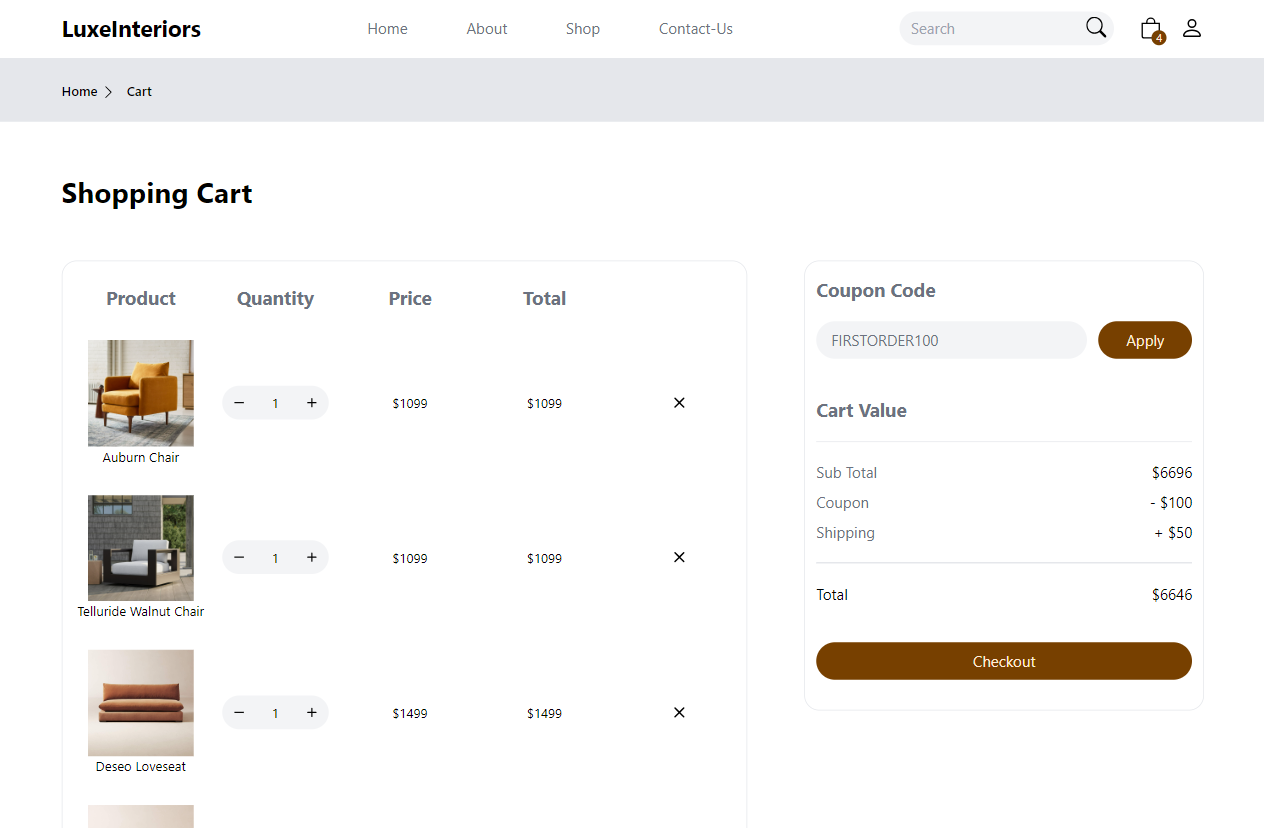 LuxeInteriors Home About Shop Contact-Us Search 4
Home Cart
Shopping Cart
Product Quantity Price Total
1 $1099 $1099
Auburn Chair
1 $1099 $1099
Telluride Walnut Chair
1 $1499 $1499
Deseo Loveseat
Coupon Code
FIRSTORDER100 Apply
Cart Value
Sub Total $6696
Coupon - $100
Shipping + $50
Total $6646
Checkout